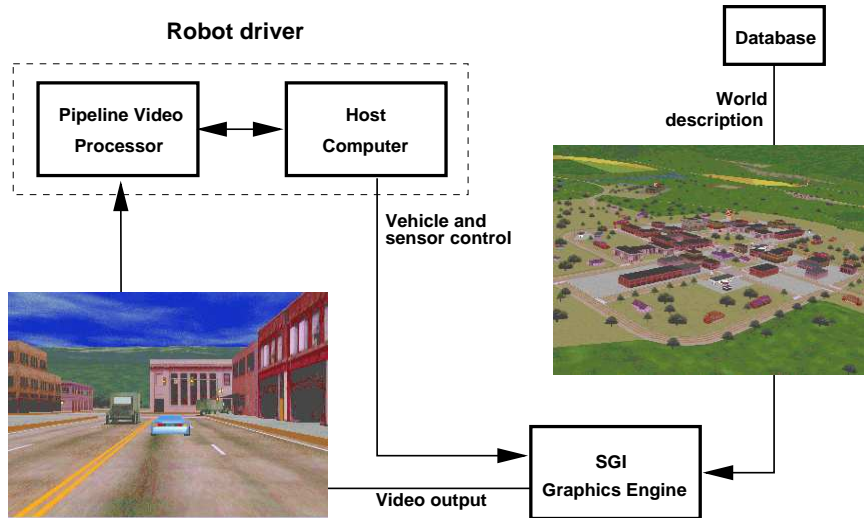 Robot driver
Database
Pipeline Video
Processor
Host
Computer
World
description
Vehicle and
sensor control
SGI
Graphics Engine
Video output